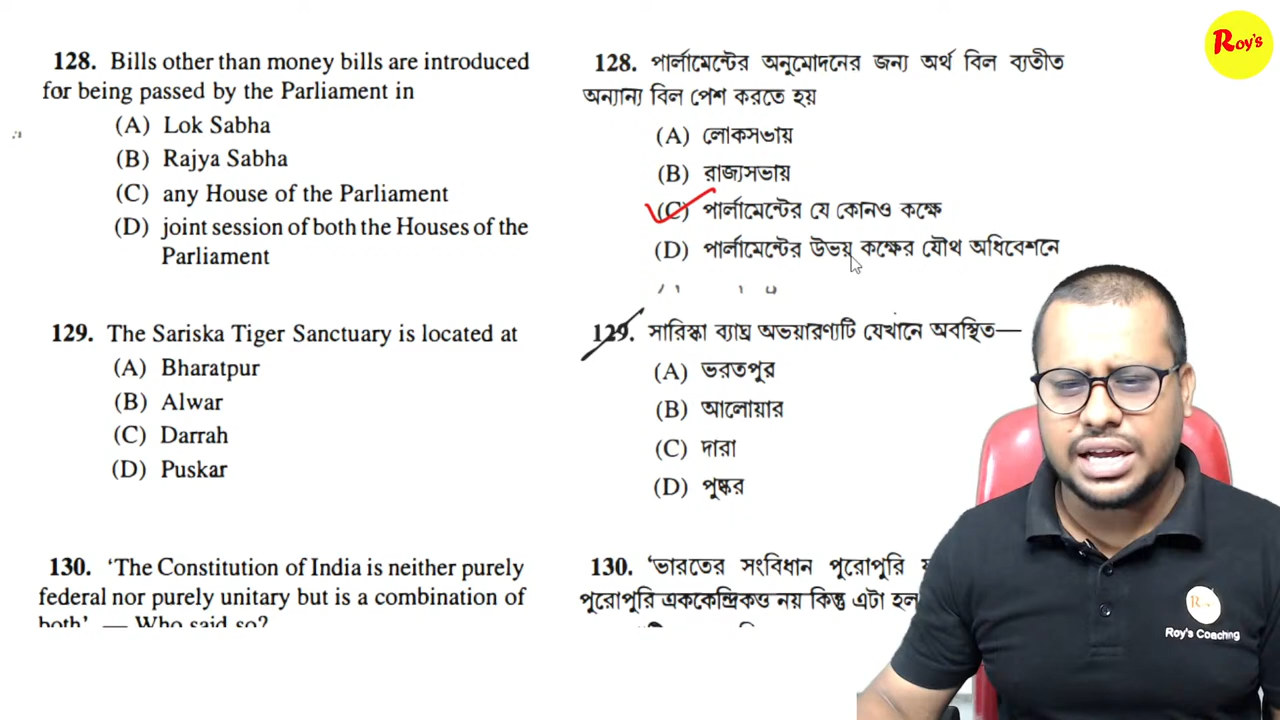 Roy's
128. Bills other than money bills are introduced
for being passed by the Parliament in
(A) Lok Sabha
(B) Rajya Sabha
(C) any House of the Parliament
(D) joint session of both the Houses of the
Parliament
129. The Sariska Tiger Sanctuary is located at
(A) Bharatpur
(B) Alwar
(C) Darrah
(D) Puskar
130. 'The Constitution of India is neither purely
federal nor purely unitary but is a combination of
both' — Who said so?
128. পার্লামেন্টের অনুমোদনের জন্য অর্থ বিল ব্যতীত
অন্যান্য বিল পেশ করতে হয়
(A) লোকসভায়
(B) রাজ্যসভায়
(C) পার্লামেন্টের যে কোনও কক্ষে
(D) পার্লামেন্টের উভয় কক্ষের যৌথ অধিবেশনে
129. সারিস্কা ব্যাঘ্র অভয়ারণ্যটি যেখানে অবস্থিত—
(A) ভরতপুর
(B) আলোয়ার
(C) দারা
(D) পুষ্কর
130. 'ভারতের সংবিধান পুরোপুরি
পুরোপুরি এককেন্দ্রিকও নয় কিন্তু এটা হল
Roy's Coaching